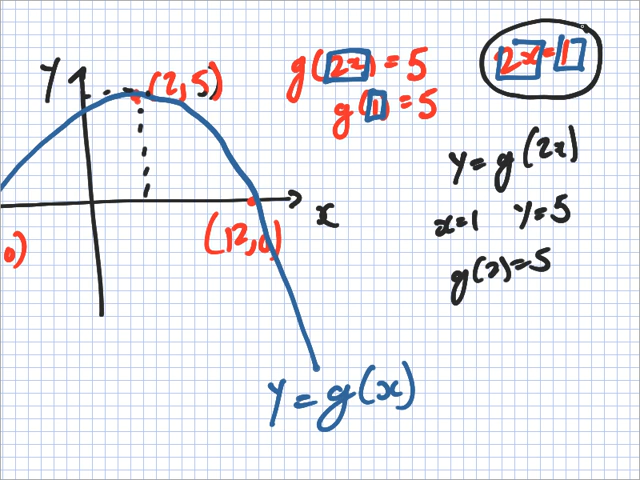 Y
(2,5)
g(2x) = 5
g(1) = 5
2x = 1
y = g(2x)
x=1 y=5
g(2)=5
x
(12,0)
0)
y = g(x)